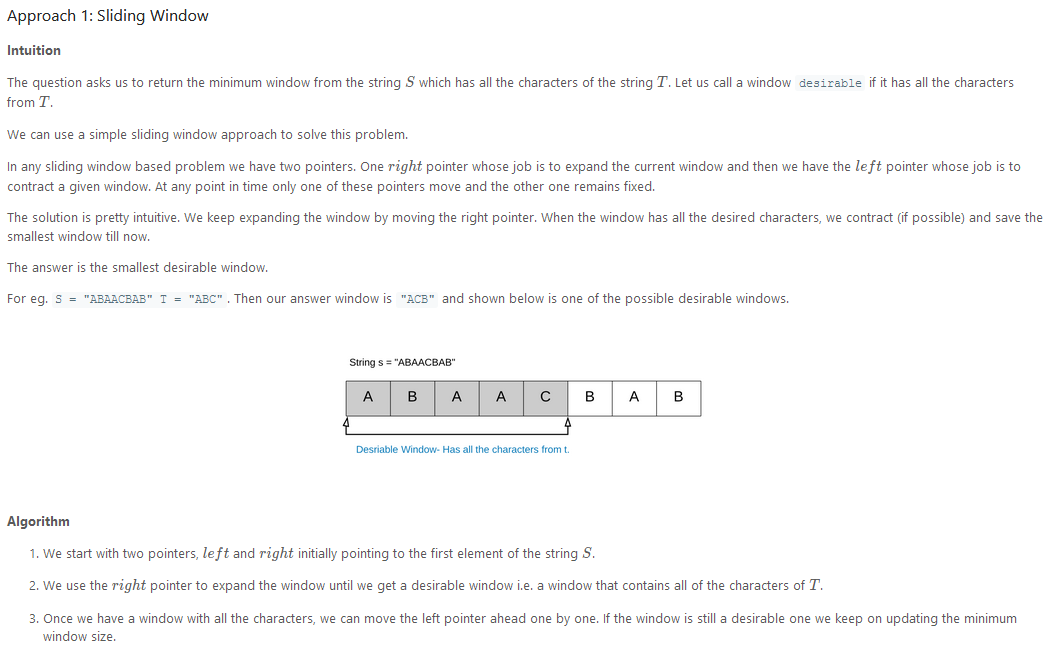 Approach 1: Sliding Window
Intuition
The question asks us to return the minimum window from the string S which has all the characters of the string T. Let us call a window desirable if it has all the characters
from T.
We can use a simple sliding window approach to solve this problem.
In any sliding window based problem we have two pointers. One right pointer whose job is to expand the current window and then we have the left pointer whose job is to
contract a given window. At any point in time only one of these pointers move and the other one remains fixed.
The solution is pretty intuitive. We keep expanding the window by moving the right pointer. When the window has all the desired characters, we contract (if possible) and save the
smallest window till now.
The answer is the smallest desirable window.
For eg. S = "ABAACBAB" T = "ABC" . Then our answer window is "ACB" and shown below is one of the possible desirable windows.
String s = "ABAACBAB"
A B A A C B A B
Desriable Window- Has all the characters from t.
Algorithm
1. We start with two pointers, left and right initially pointing to the first element of the string S.
2. We use the right pointer to expand the window until we get a desirable window i.e. a window that contains all of the characters of T.
3. Once we have a window with all the characters, we can move the left pointer ahead one by one. If the window is still a desirable one we keep on updating the minimum
window size.